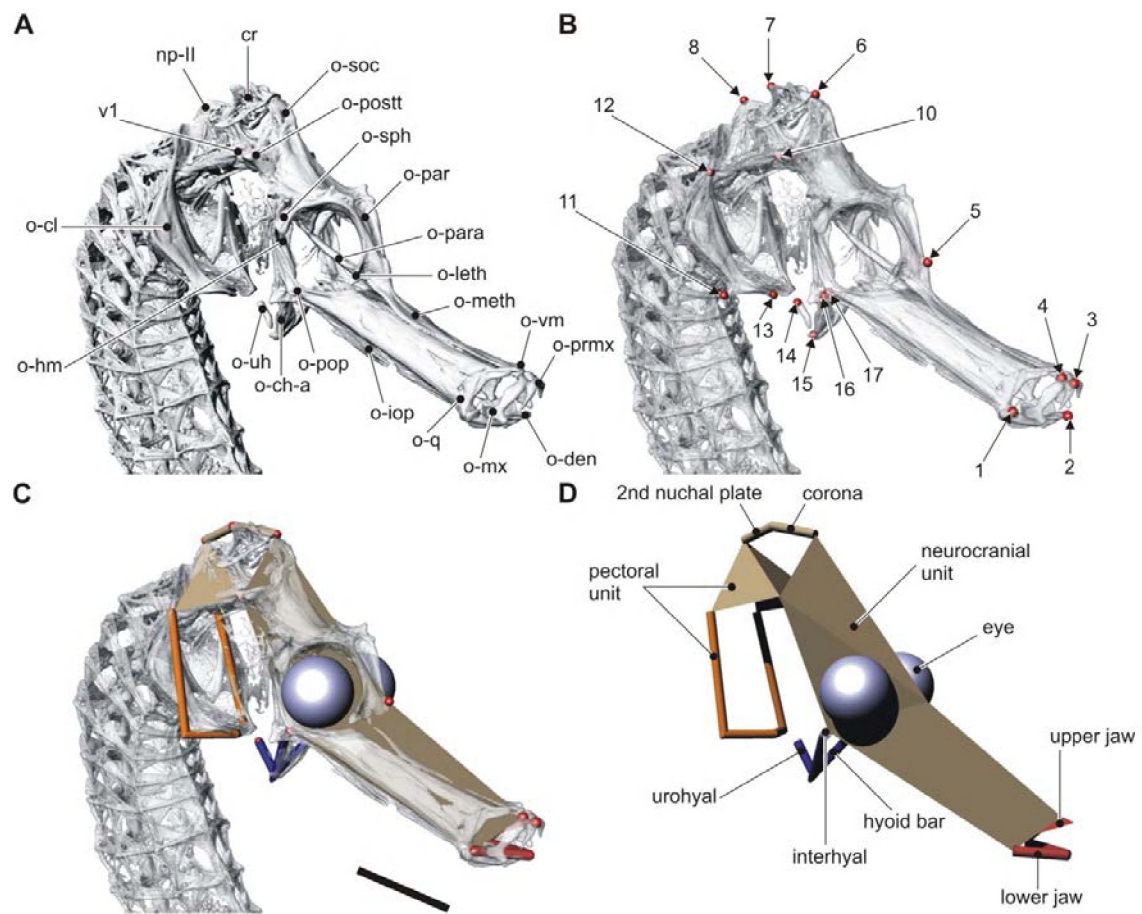 A
cr
np-II
o-soc
v1
o-postt
o-sph
o-par
o-cl
o-para
o-leth
o-meth
o-vm
o-prmx
o-hm
o-uh
o-pop
o-ch-a
o-iop
o-q
o-mx
o-den
B
7
8
6
12
10
11
5
4
3
13
14
15
16
17
1
2
C
D
2nd nuchal plate
corona
neurocranial
unit
pectoral
unit
eye
upper jaw
urohyal
hyoid bar
interhyal
lower jaw